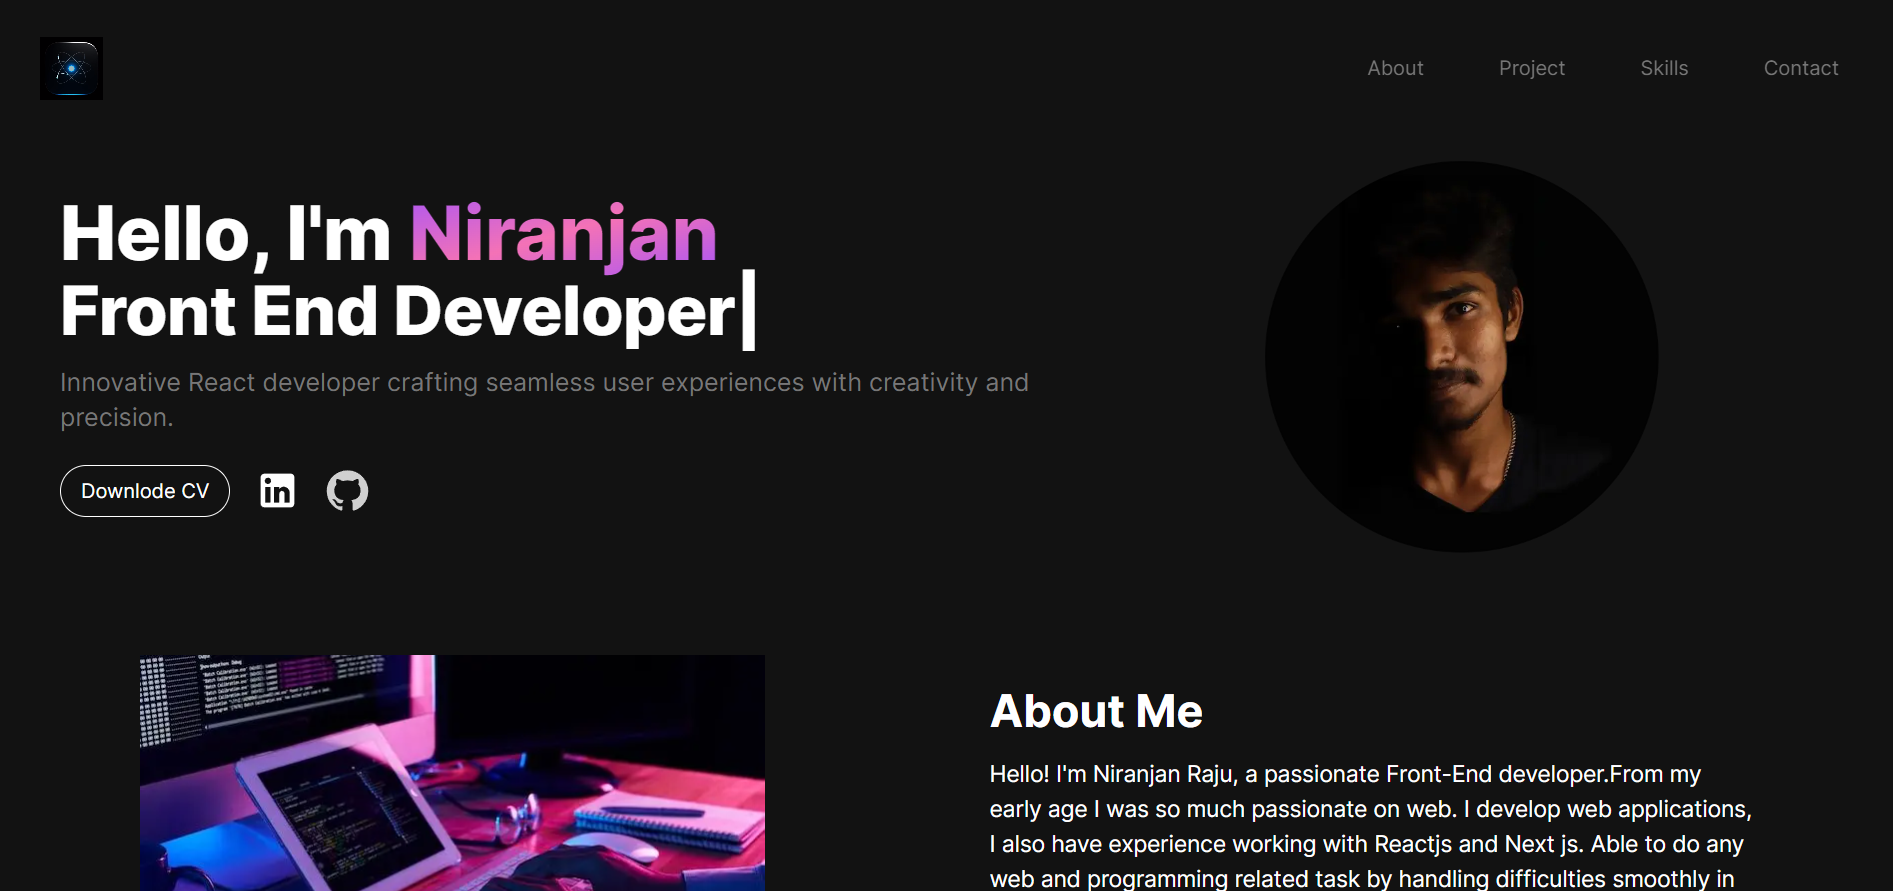 About Project Skills Contact
Hello, I'm Niranjan
Front End Developer|
Innovative React developer crafting seamless user experiences with creativity and
precision.
Downlode CV
About Me
Hello! I'm Niranjan Raju, a passionate Front-End developer.From my
early age I was so much passionate on web. I develop web applications,
I also have experience working with Reactjs and Next js. Able to do any
web and programming related task by handling difficulties smoothly in